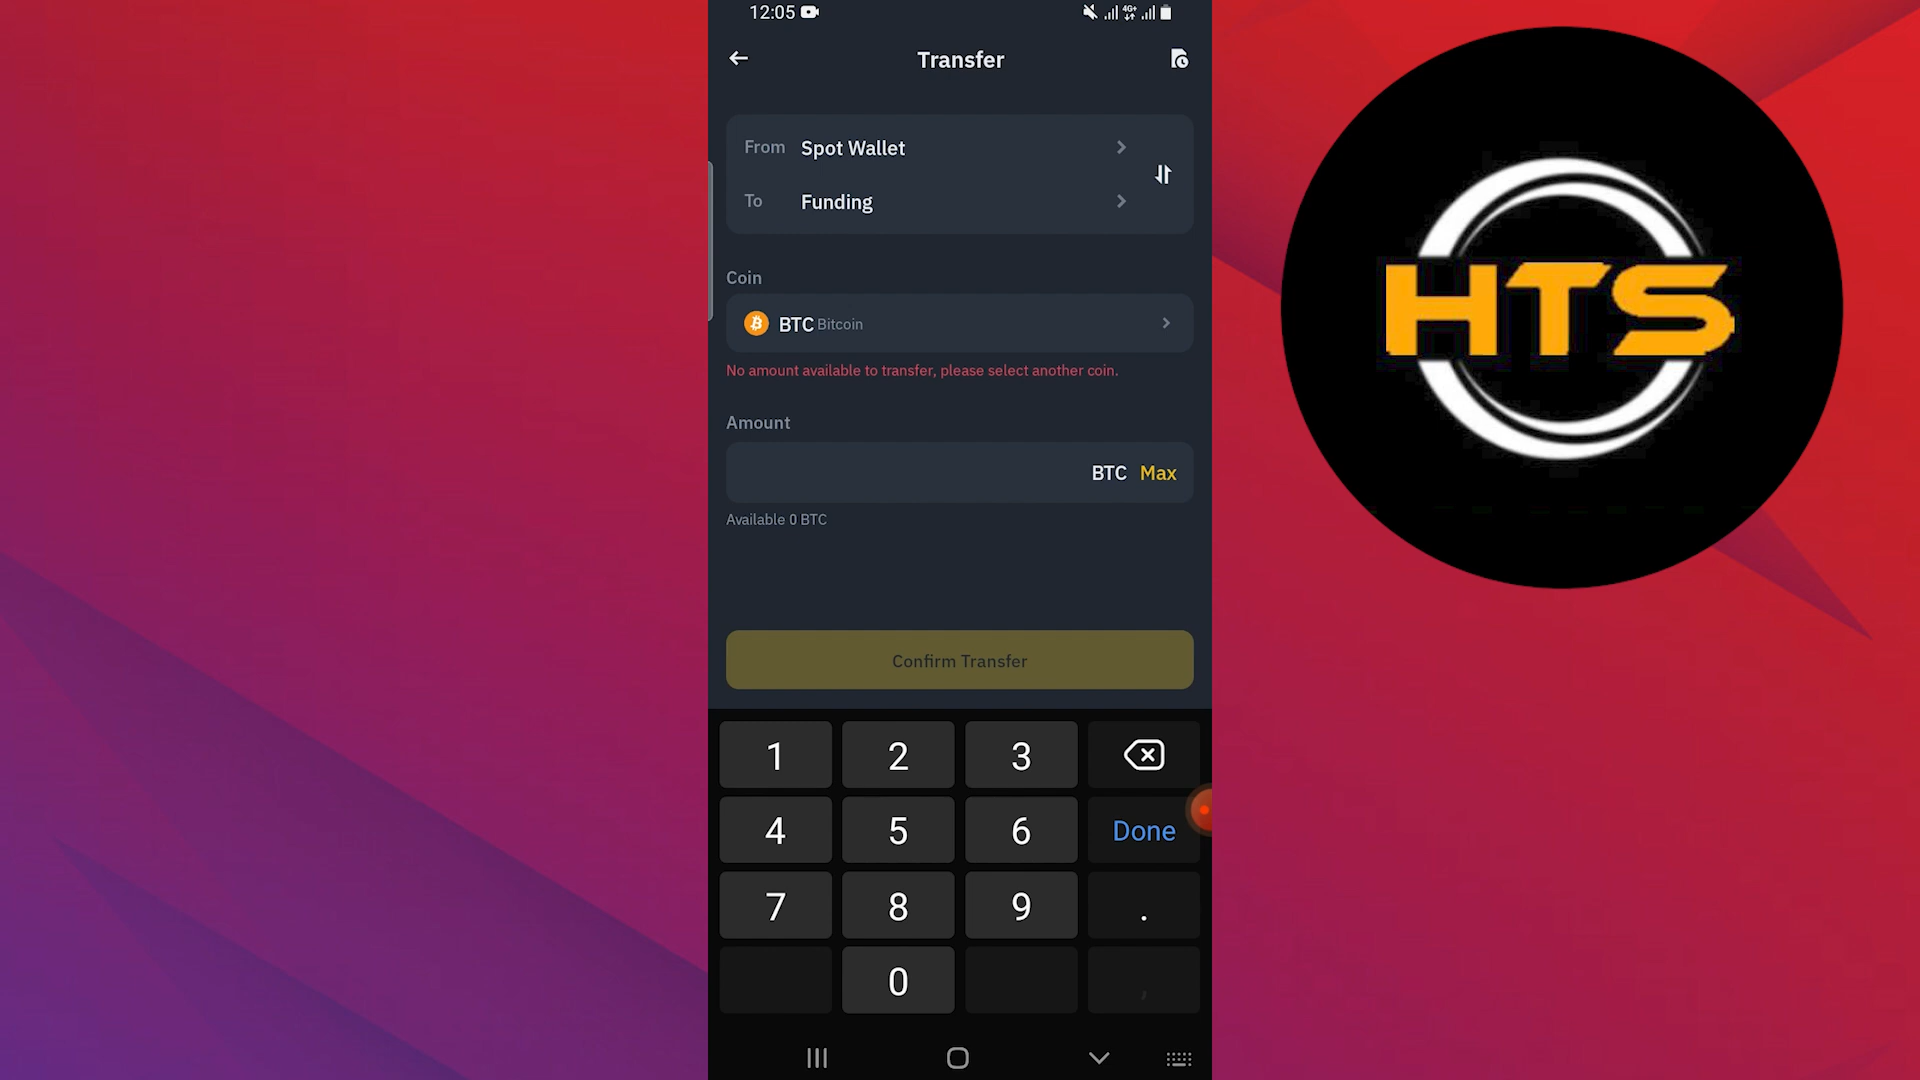 12:05
4G+
Transfer
From Spot Wallet
To Funding
Coin
BTC Bitcoin
No amount available to transfer, please select another coin.
Amount
BTC Max
Available 0 BTC
Confirm Transfer
1 2 3
4 5 6 Done
7 8 9 .
0 ,
HTS